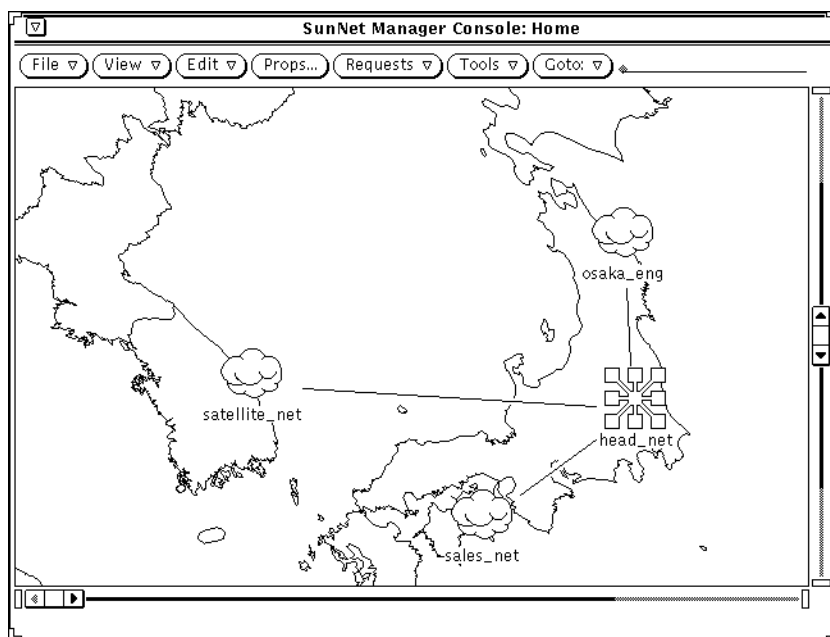 SunNet Manager Console: Home
File View Edit Props... Requests Tools Goto:
osaka_eng
satellite_net
head_net
sales_net